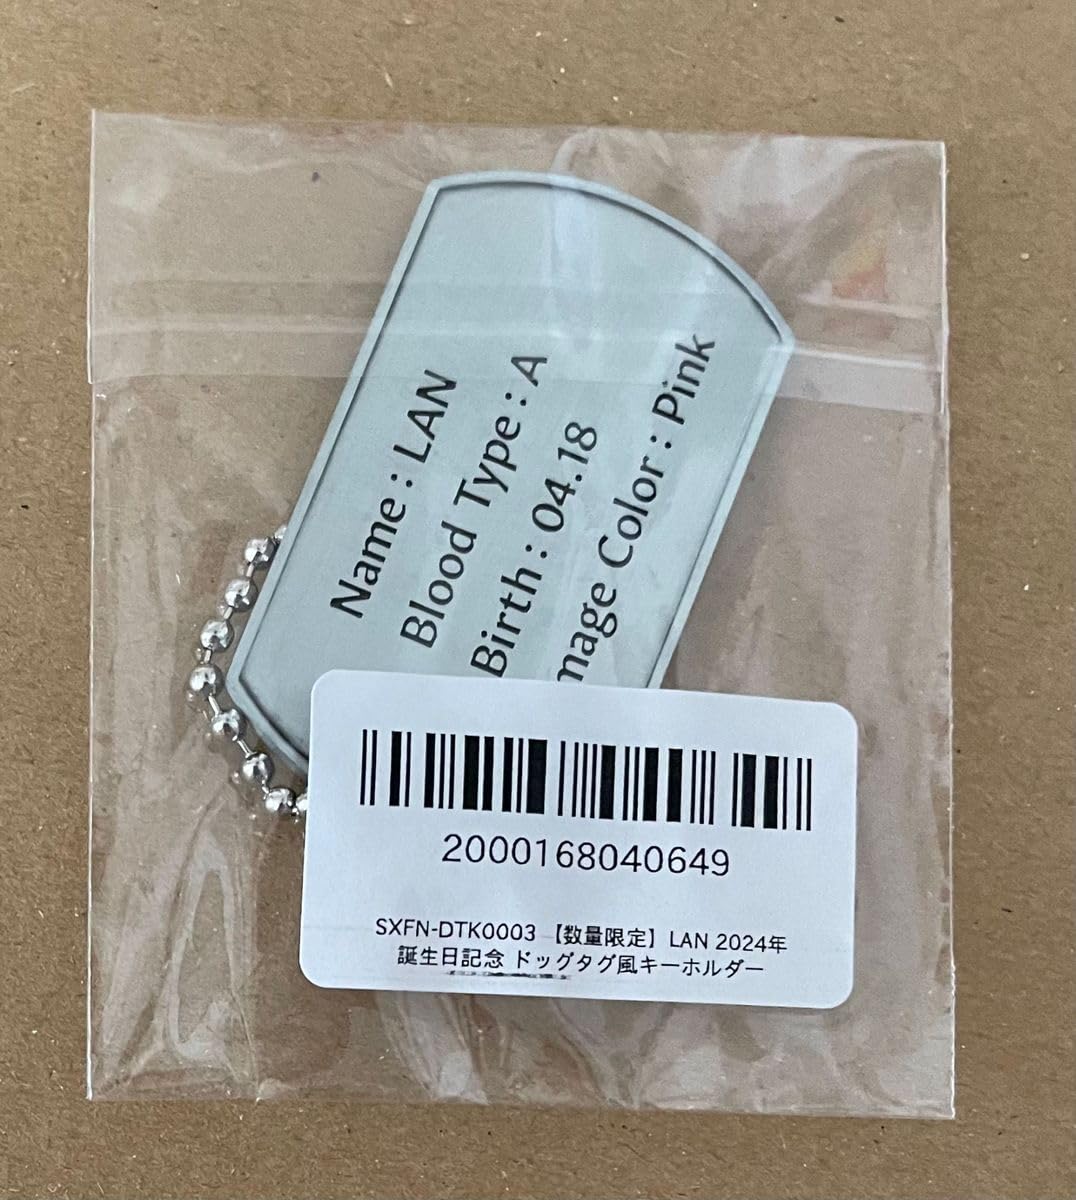 Name : LAN
Blood Type : A
Birth : 04.18
mage Color : Pink
2000168040649
SXFN-DTK0003 【数量限定】LAN 2024年
誕生日記念 ドッグタグ風キーホルダー